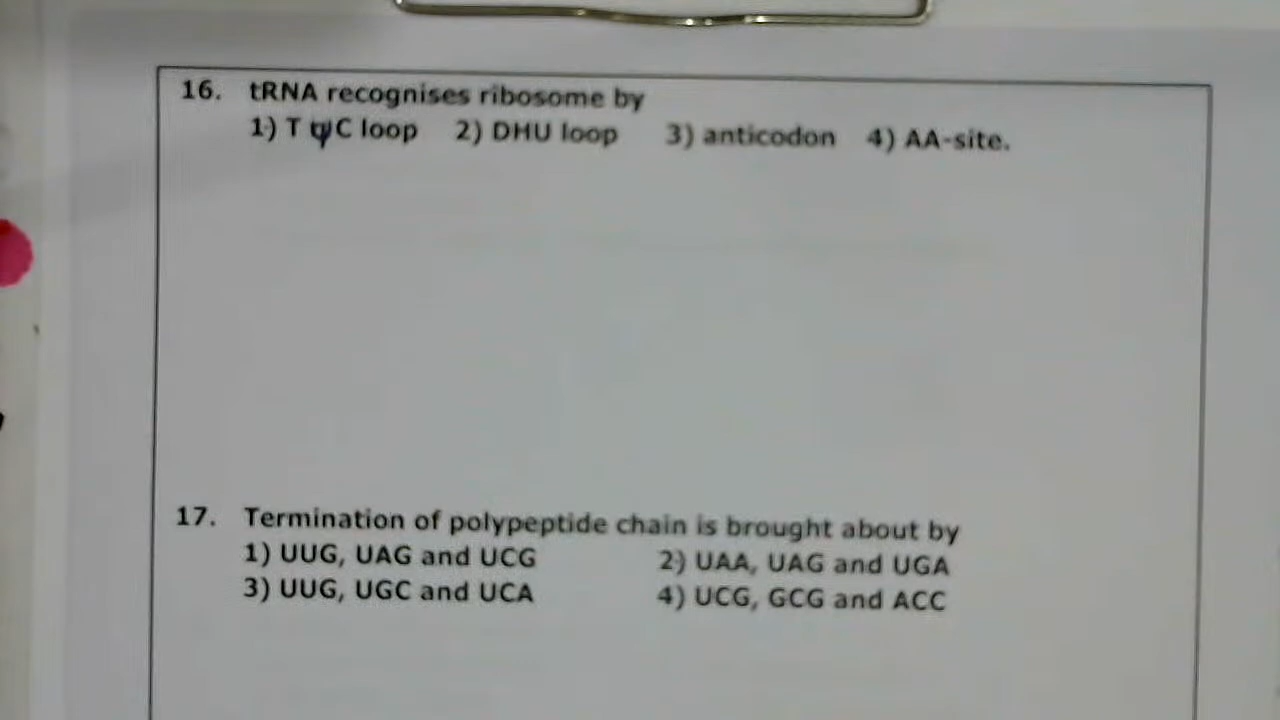 16. tRNA recognises ribosome by
1) T ψC loop 2) DHU loop 3) anticodon 4) AA-site.
17. Termination of polypeptide chain is brought about by
1) UUG, UAG and UCG 2) UAA, UAG and UGA
3) UUG, UGC and UCA 4) UCG, GCG and ACC